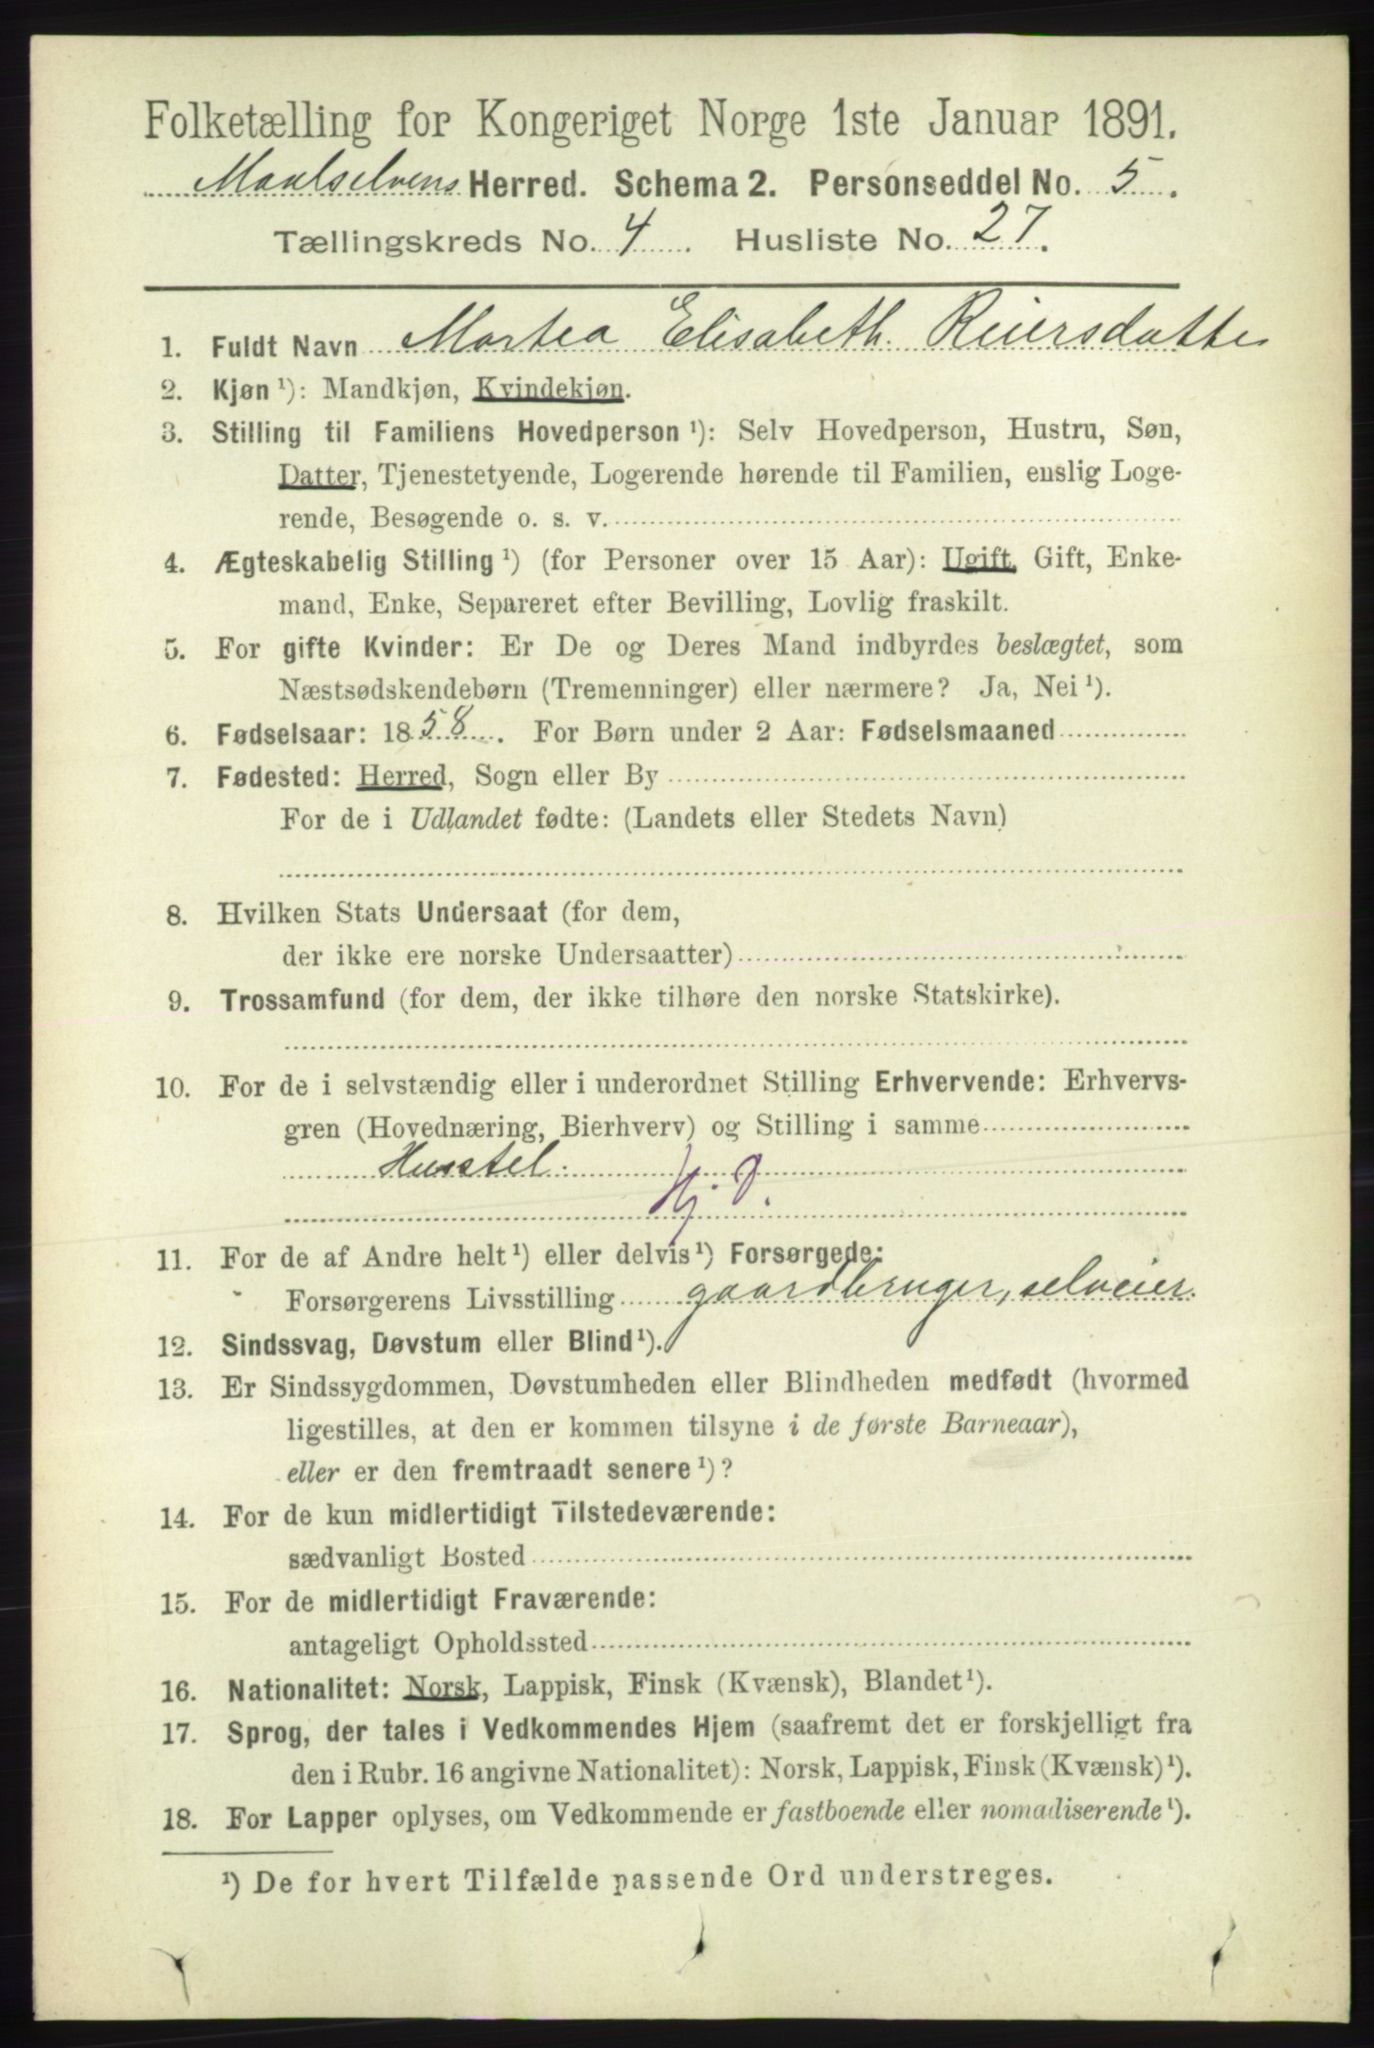 Folketælling for Kongeriget Norge 1ste Januar 1891.
Maalselvens Herred. Schema 2. Personseddel No. 5.
Tællingskreds No. 4. Husliste No. 27.
1. Fuldt Navn Martea Elisabeth Reiersdatter
2. Kjøn ¹): Mandkjøn, Kvindekjøn.
3. Stilling til Familiens Hovedperson ¹): Selv Hovedperson, Hustru, Søn,
Datter, Tjenestetyende, Logerende hørende til Familien, enslig Loge-
rende, Besøgende o. s. v.
4. Ægteskabelig Stilling ¹) (for Personer over 15 Aar): Ugift, Gift, Enke-
mand, Enke, Separeret efter Bevilling, Lovlig fraskilt.
5. For gifte Kvinder: Er De og Deres Mand indbyrdes beslægtet, som
Næstsødskendebørn (Tremenninger) eller nærmere? Ja, Nei ¹).
6. Fødselsaar: 1858. For Børn under 2 Aar: Fødselsmaaned
7. Fødested: Herred, Sogn eller By
For de i Udlandet fødte: (Landets eller Stedets Navn)
8. Hvilken Stats Undersaat (for dem,
der ikke ere norske Undersaatter)
9. Trossamfund (for dem, der ikke tilhøre den norske Statskirke).
10. For de i selvstændig eller i underordnet Stilling Erhvervende: Erhvervs-
gren (Hovednæring, Bierhverv) og Stilling i samme
Husstel.
Hj. D.
11. For de af Andre helt ¹) eller delvis ¹) Forsørgede:
Forsørgerens Livsstilling gaardbruger, selveier.
12. Sindssvag, Døvstum eller Blind ¹).
13. Er Sindssygdommen, Døvstumheden eller Blindheden medfødt (hvormed
ligestilles, at den er kommen tilsyne i de første Barneaar),
eller er den fremtraadt senere ¹)?
14. For de kun midlertidigt Tilstedeværende:
sædvanligt Bosted
15. For de midlertidigt Fraværende:
antageligt Opholdssted
16. Nationalitet: Norsk, Lappisk, Finsk (Kvænsk), Blandet ¹).
17. Sprog, der tales i Vedkommendes Hjem (saafremt det er forskjelligt fra
den i Rubr. 16 angivne Nationalitet): Norsk, Lappisk, Finsk (Kvænsk) ¹).
18. For Lapper oplyses, om Vedkommende er fastboende eller nomadiserende ¹).
¹) De for hvert Tilfælde passende Ord understreges.